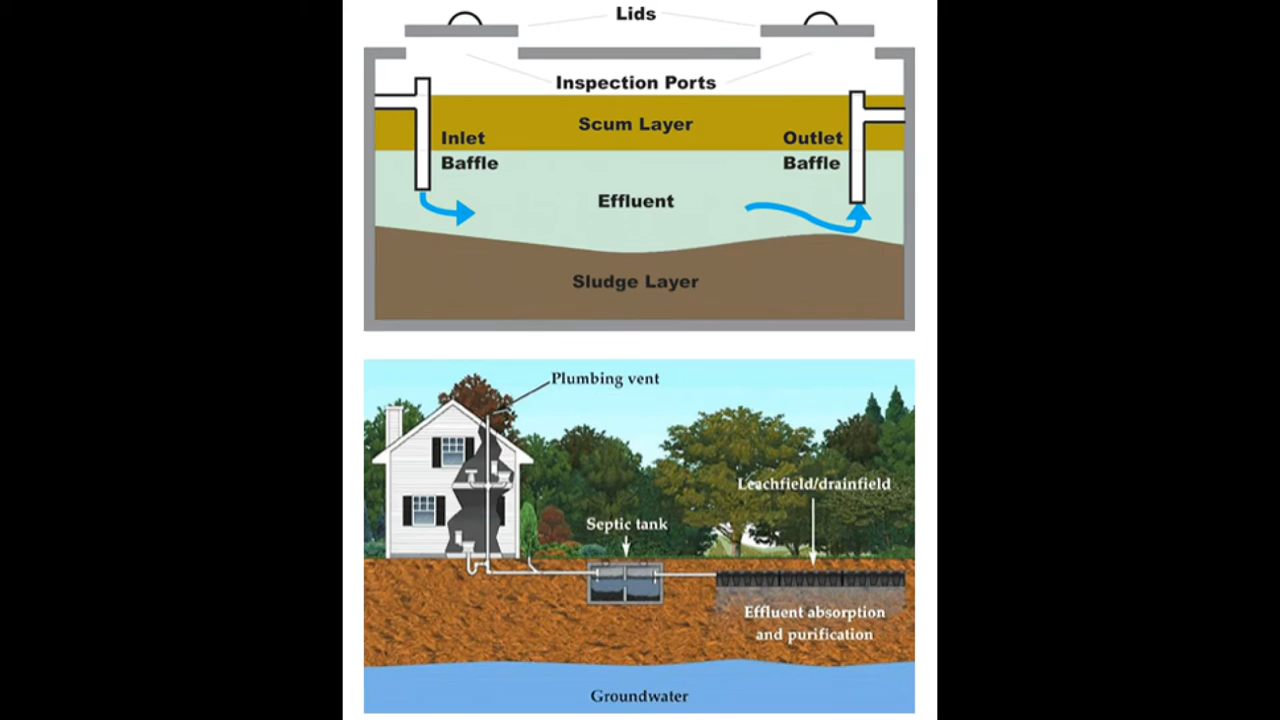 Lids
Inspection Ports
Scum Layer
Inlet
Baffle
Outlet
Baffle
Effluent
Sludge Layer
Plumbing vent
Leachfield/drainfield
Septic tank
Effluent absorption
and purification
Groundwater